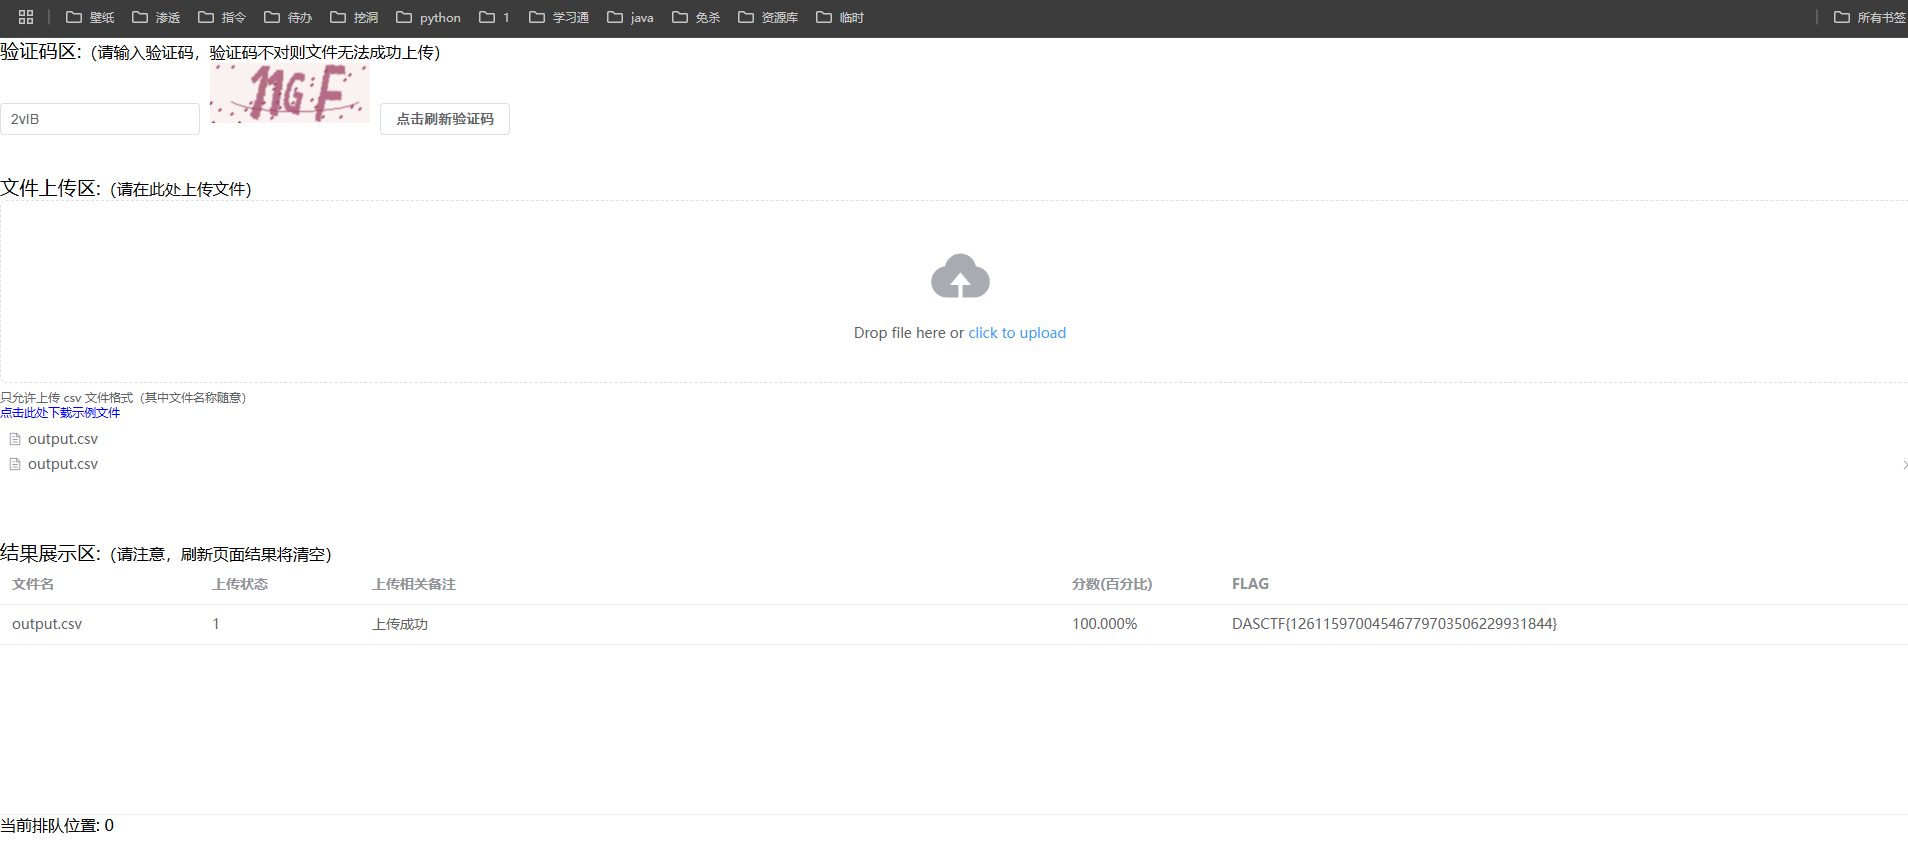 壁纸 渗透 指令 待办 挖洞 python 1 学习通 java 免杀 资源库 临时 所有书签
验证码区:（请输入验证码，验证码不对则文件无法成功上传）
2vIB 点击刷新验证码
文件上传区:（请在此处上传文件）
Drop file here or click to upload
只允许上传 csv 文件格式（其中文件名称随意）
点击此处下载示例文件
output.csv
output.csv
结果展示区:（请注意，刷新页面结果将清空）
文件名 上传状态 上传相关备注 分数(百分比) FLAG
output.csv 1 上传成功 100.000% DASCTF{12611597004546779703506229931844}
当前排队位置: 0